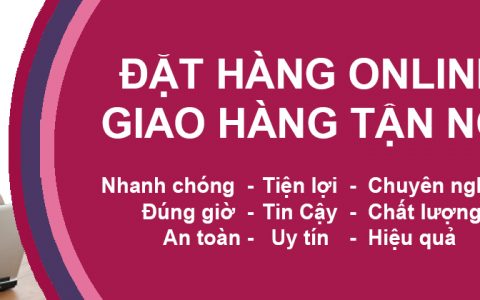 ĐẶT HÀNG ONLIN
GIAO HÀNG TẬN N
Nhanh chóng - Tiện lợi - Chuyên ngh
Đúng giờ - Tin Cậy - Chất lượng
An toàn - Uy tín - Hiệu quả